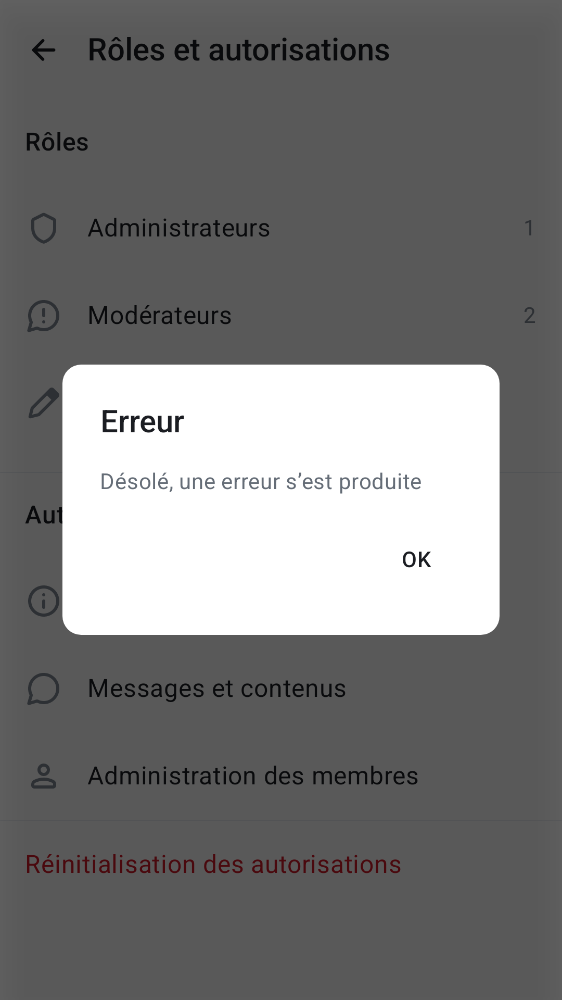 Rôles et autorisations
Rôles
Administrateurs 1
Modérateurs 2
Erreur
Désolé, une erreur s’est produite
Aut
OK
Messages et contenus
Administration des membres
Réinitialisation des autorisations